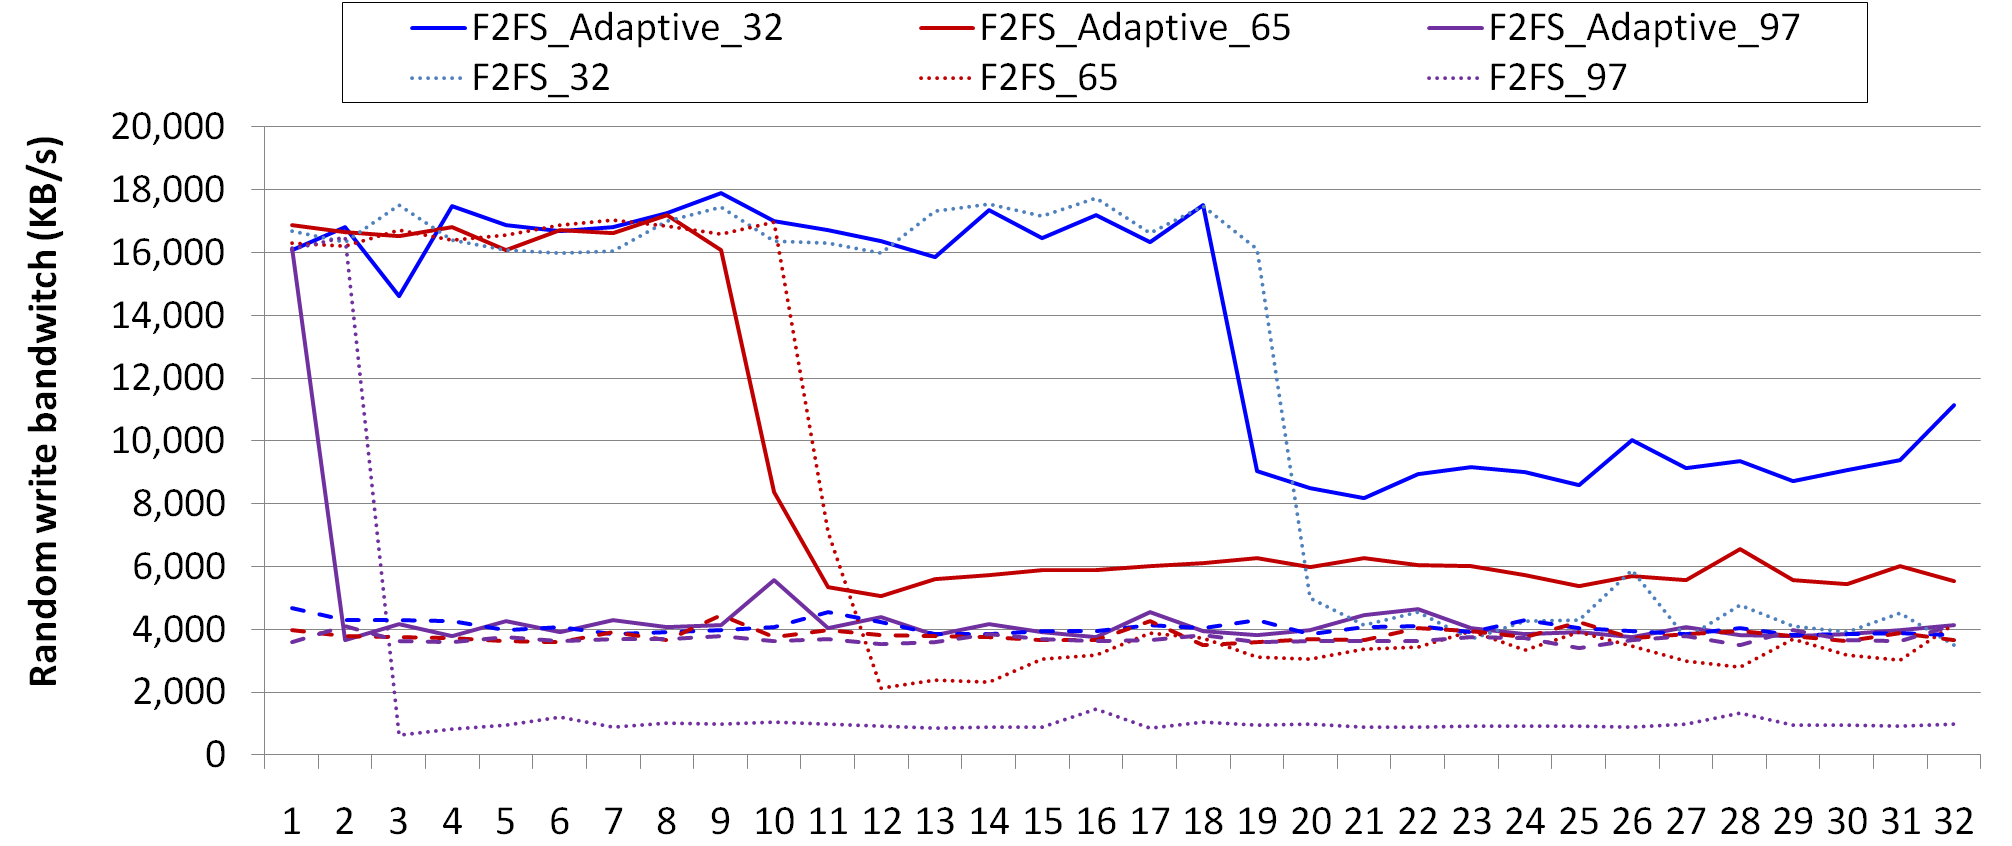 F2FS_Adaptive_32 F2FS_Adaptive_65 F2FS_Adaptive_97
F2FS_32 F2FS_65 F2FS_97
Random write bandwitch (KB/s)
20,000
18,000
16,000
14,000
12,000
10,000
8,000
6,000
4,000
2,000
0
1 2 3 4 5 6 7 8 9 10 11 12 13 14 15 16 17 18 19 20 21 22 23 24 25 26 27 28 29 30 31 32